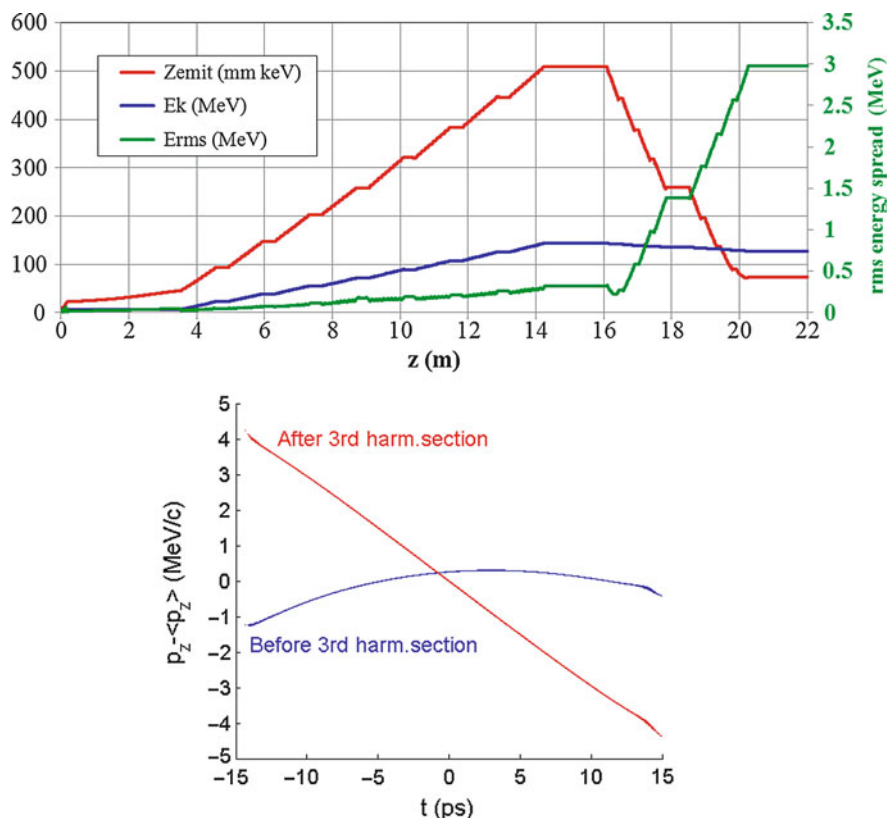 600
500
400
300
200
100
0
Zemit (mm keV)
Ek (MeV)
Erms (MeV)
3.5
3
2.5
2
1.5
1
0.5
0
rms energy spread (MeV)
0 2 4 6 8 10 12 14 16 18 20 22
z (m)
5
4
3
2
1
0
−1
−2
−3
−4
−5
p_z-<p_z> (MeV/c)
After 3rd harm.section
Before 3rd harm.section
−15 −10 −5 0 5 10 15
t (ps)